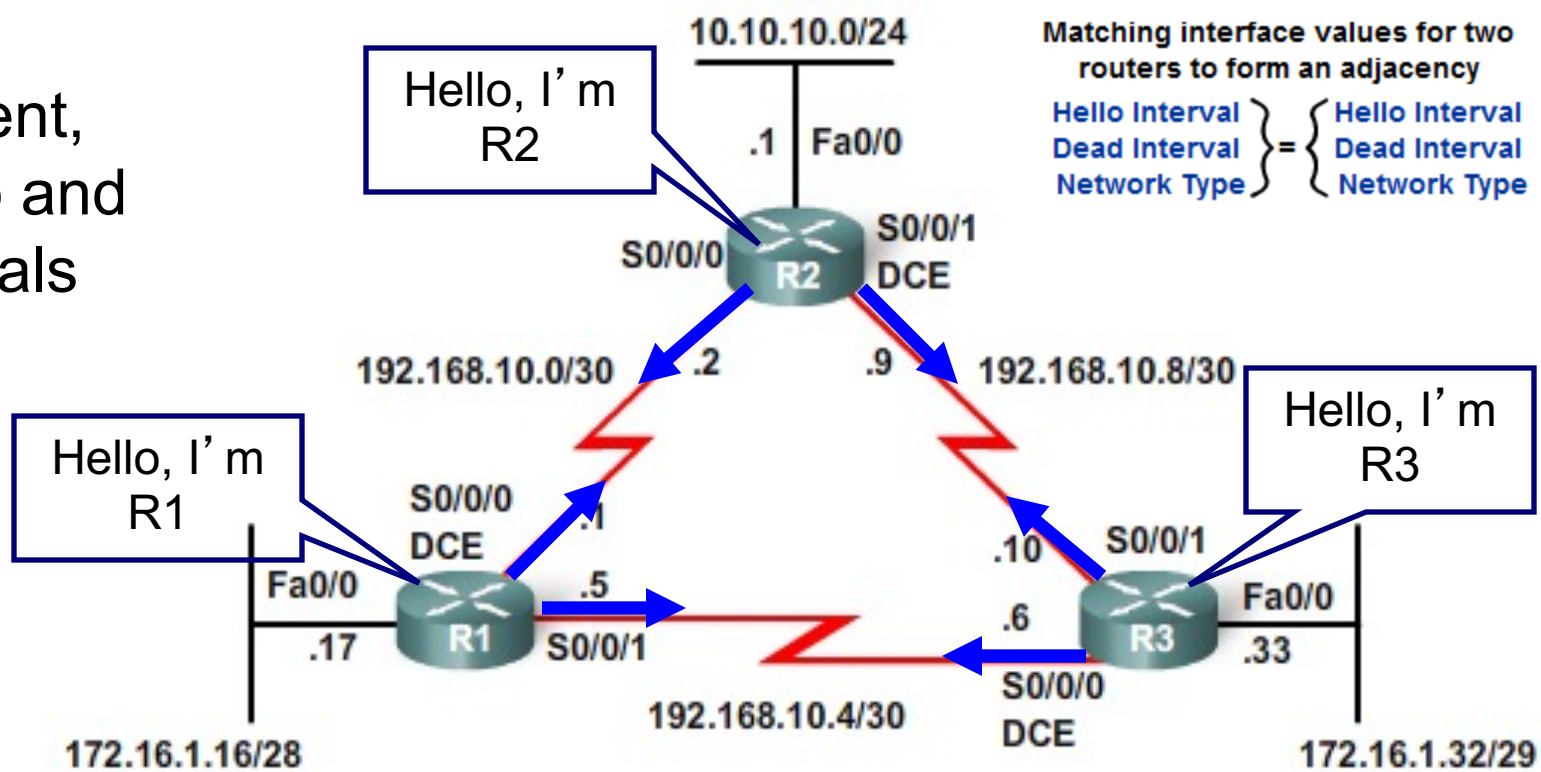 ent,
o and
als
10.10.10.0/24
Matching interface values for two
routers to form an adjacency
Hello Interval } = { Hello Interval
Dead Interval Dead Interval
Network Type Network Type
Hello, I’m
R2
.1 Fa0/0
S0/0/0
S0/0/1
DCE
R2
.2
.9
192.168.10.0/30
192.168.10.8/30
Hello, I’m
R1
Hello, I’m
R3
S0/0/0
DCE
.1
.10
S0/0/1
Fa0/0
.17
R1
.5
S0/0/1
.6
R3
Fa0/0
.33
S0/0/0
DCE
192.168.10.4/30
172.16.1.16/28
172.16.1.32/29